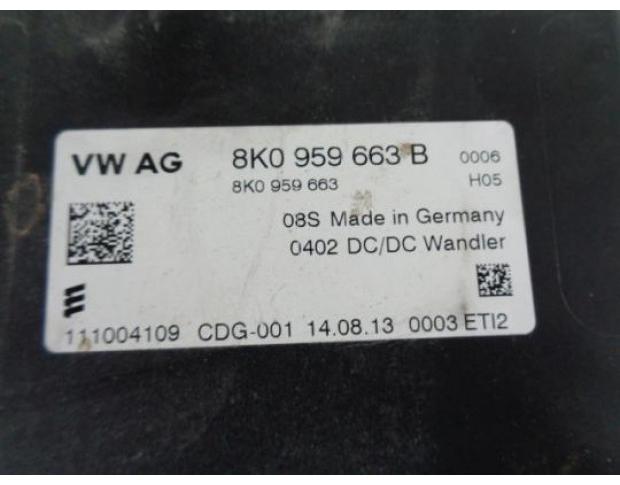 VW AG 8K0 959 663 B 0006
8K0 959 663 H05
08S Made in Germany
0402 DC/DC Wandler
111004109 CDG-001 14.08.13 0003 ETI2